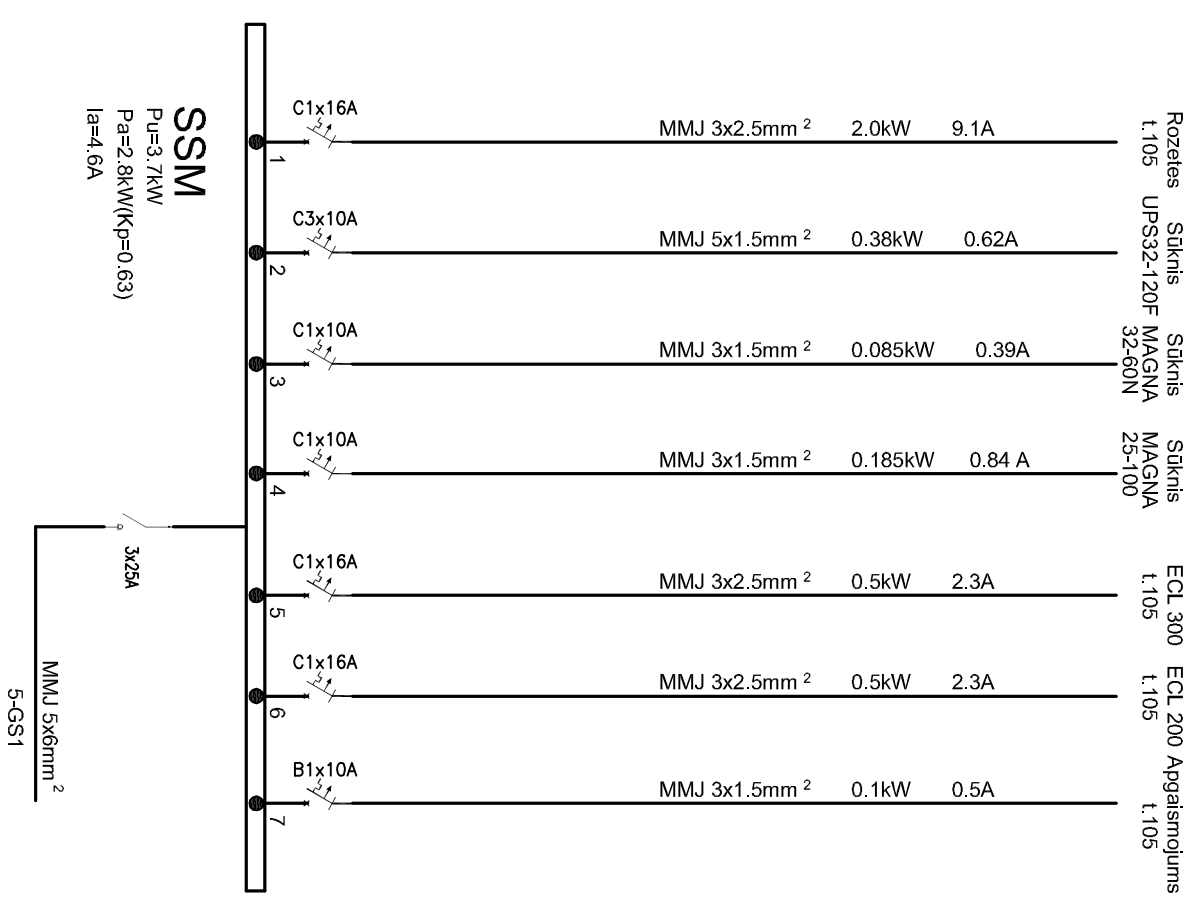 SSM
Pu=3.7kW
Pa=2.8kW(Kp=0.63)
Ia=4.6A
C1x16A
1
MMJ 3x2.5mm 2
2.0kW
9.1A
Rozetes
t.105
C3x10A
2
MMJ 5x1.5mm 2
0.38kW
0.62A
Sūknis
UPS32-120F
C1x10A
3
MMJ 3x1.5mm 2
0.085kW
0.39A
Sūknis
MAGNA
32-60N
C1x10A
4
MMJ 3x1.5mm 2
0.185kW
0.84 A
Sūknis
MAGNA
25-100
C1x16A
5
MMJ 3x2.5mm 2
0.5kW
2.3A
ECL 300
t.105
C1x16A
6
MMJ 3x2.5mm 2
0.5kW
2.3A
ECL 200
t.105
B1x10A
7
MMJ 3x1.5mm 2
0.1kW
0.5A
Apgaismojums
t.105
3x25A
MMJ 5x6mm 2
5-GS1